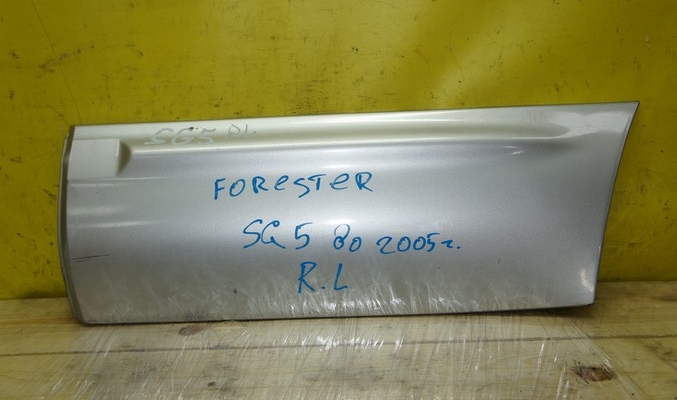 SG5 RL
FORESTER
SG5 до 2005г.
R.L